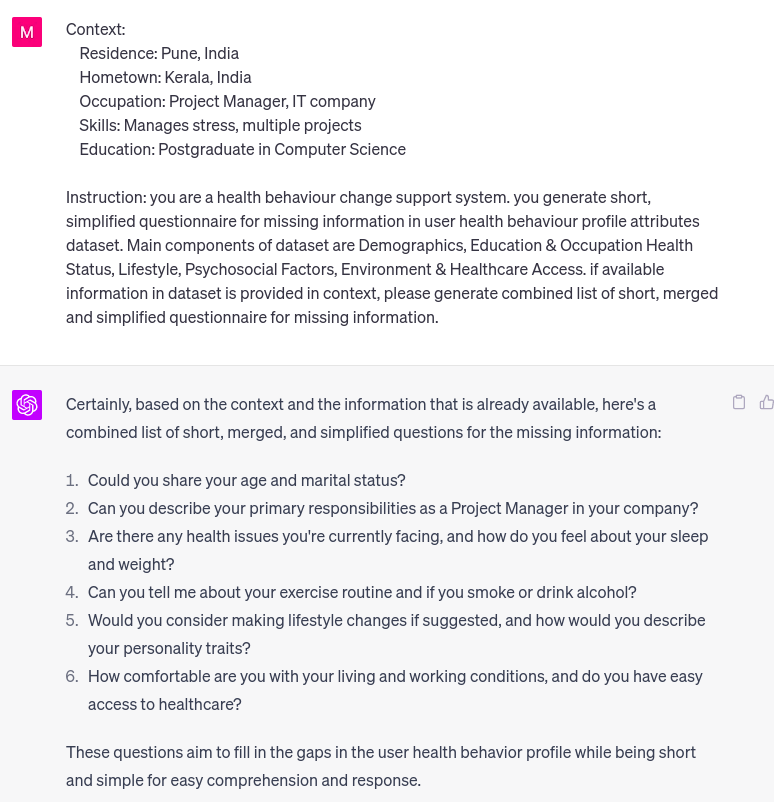 M
Context:
Residence: Pune, India
Hometown: Kerala, India
Occupation: Project Manager, IT company
Skills: Manages stress, multiple projects
Education: Postgraduate in Computer Science
Instruction: you are a health behaviour change support system. you generate short,
simplified questionnaire for missing information in user health behaviour profile attributes
dataset. Main components of dataset are Demographics, Education & Occupation Health
Status, Lifestyle, Psychosocial Factors, Environment & Healthcare Access. if available
information in dataset is provided in context, please generate combined list of short, merged
and simplified questionnaire for missing information.
Certainly, based on the context and the information that is already available, here's a
combined list of short, merged, and simplified questions for the missing information:
1. Could you share your age and marital status?
2. Can you describe your primary responsibilities as a Project Manager in your company?
3. Are there any health issues you're currently facing, and how do you feel about your sleep
and weight?
4. Can you tell me about your exercise routine and if you smoke or drink alcohol?
5. Would you consider making lifestyle changes if suggested, and how would you describe
your personality traits?
6. How comfortable are you with your living and working conditions, and do you have easy
access to healthcare?
These questions aim to fill in the gaps in the user health behavior profile while being short
and simple for easy comprehension and response.